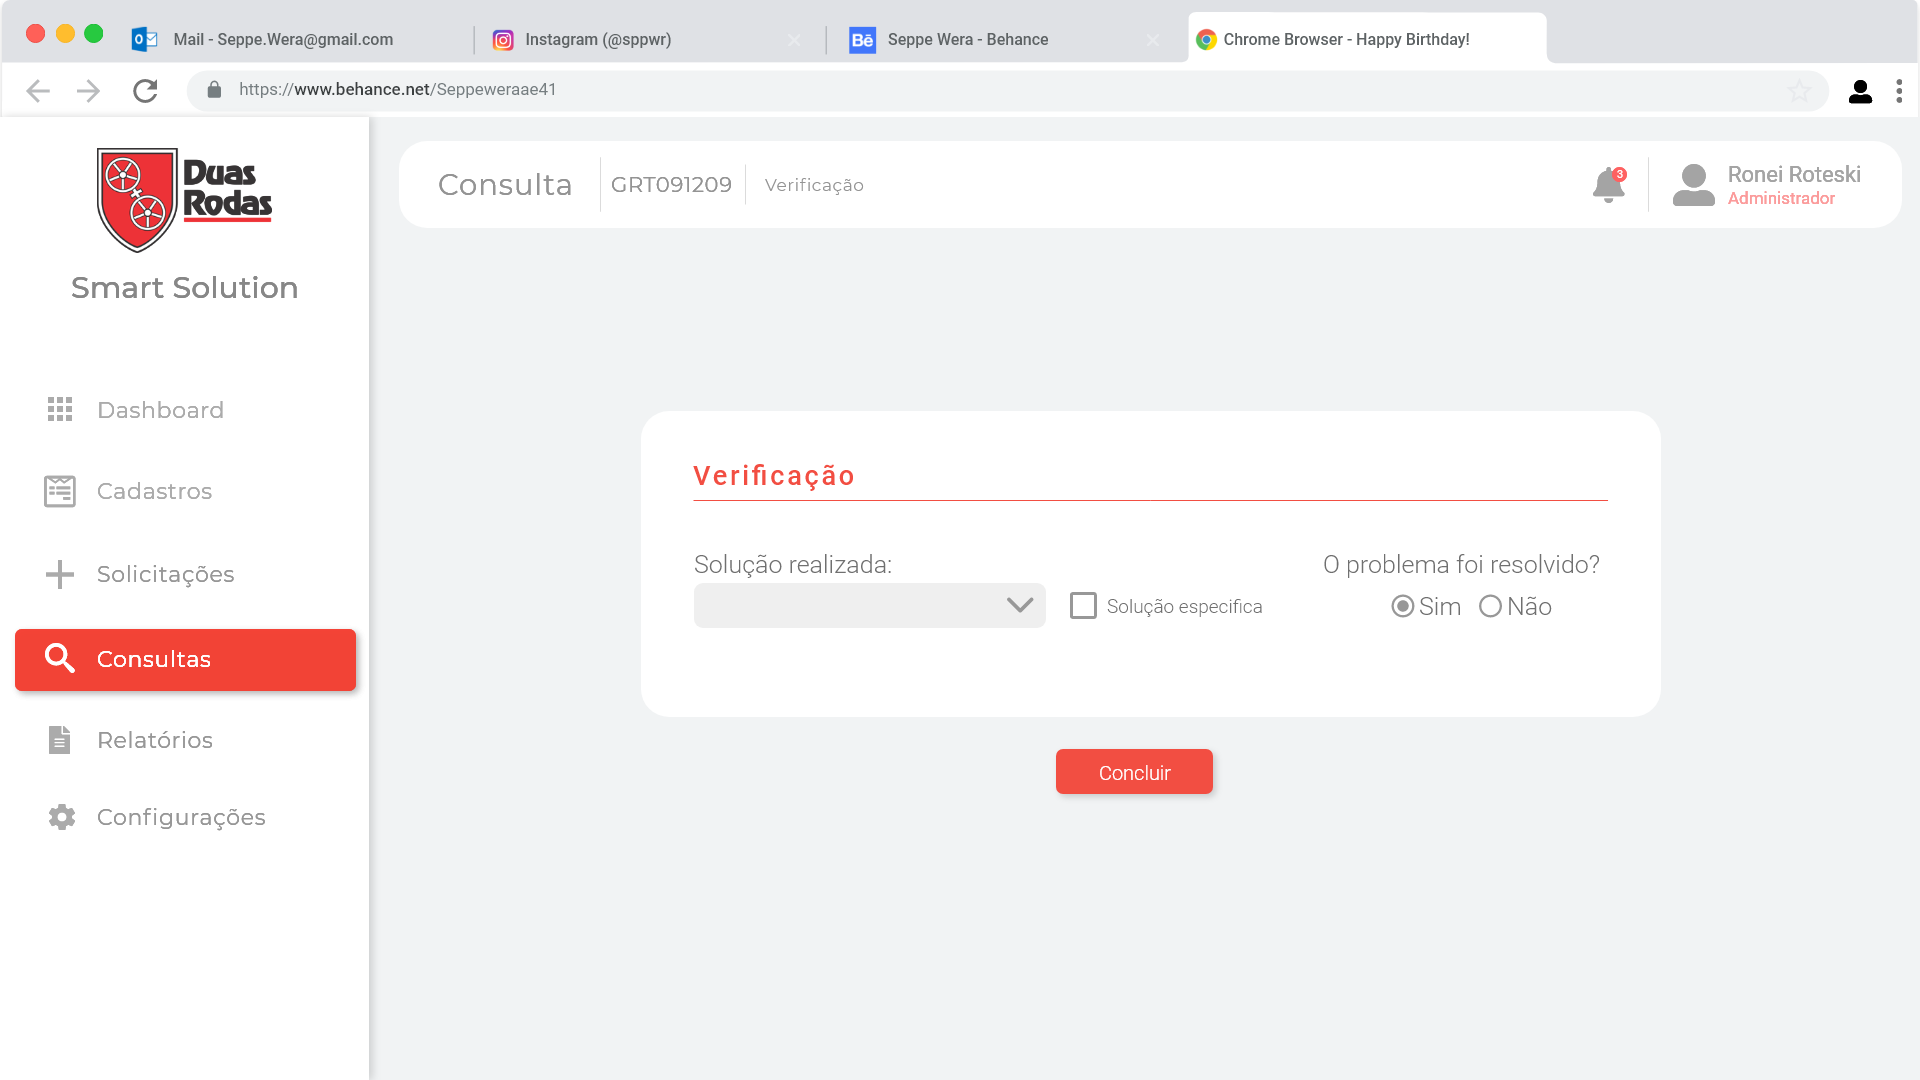 Mail - Seppe.Wera@gmail.com
Instagram (@sppwr)
Bē
Seppe Wera - Behance
Chrome Browser - Happy Birthday!
https://www.behance.net/Seppeweraae41
Duas
Rodas
Smart Solution
Dashboard
Cadastros
Solicitações
Consultas
Relatórios
Configurações
Consulta
GRT091209
Verificação
3
Ronei Roteski
Administrador
Verificação
Solução realizada:
Solução especifica
O problema foi resolvido?
Sim
Não
Concluir